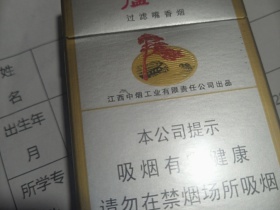 过滤嘴香烟
江西中烟工业有限责任公司出品
本公司提示
吸烟有 健康
请勿在禁烟场所吸烟
姓
名
出生年
月
所学专